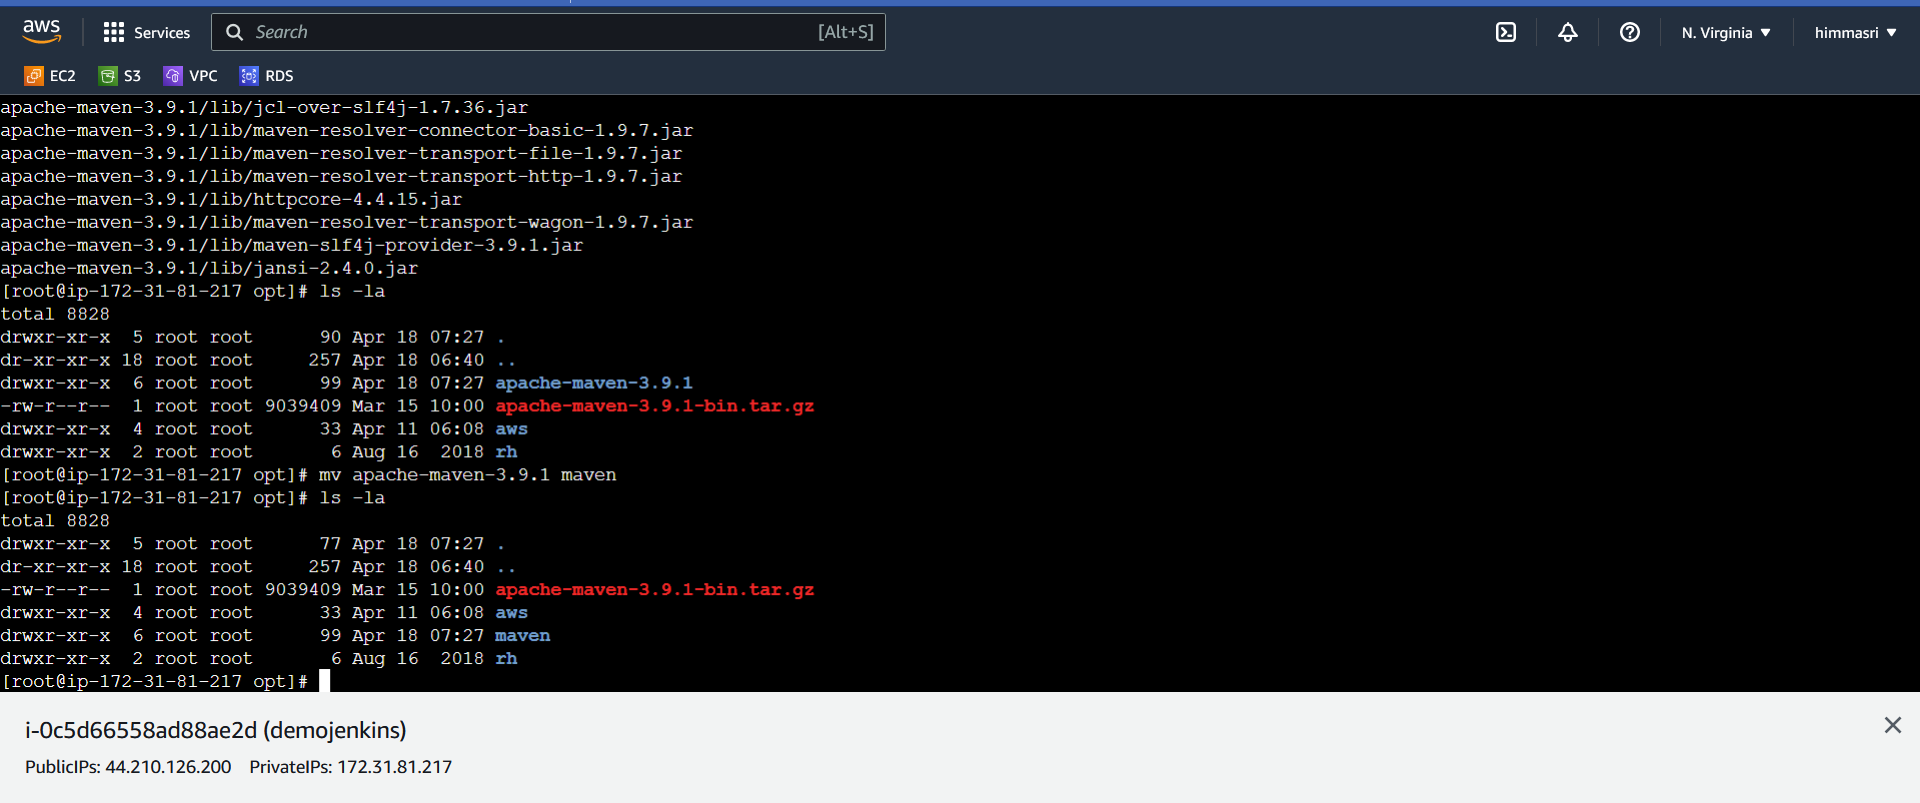 aws Services Search [Alt+S] N. Virginia himmasri
EC2 S3 VPC RDS
apache-maven-3.9.1/lib/jcl-over-slf4j-1.7.36.jar
apache-maven-3.9.1/lib/maven-resolver-connector-basic-1.9.7.jar
apache-maven-3.9.1/lib/maven-resolver-transport-file-1.9.7.jar
apache-maven-3.9.1/lib/maven-resolver-transport-http-1.9.7.jar
apache-maven-3.9.1/lib/httpcore-4.4.15.jar
apache-maven-3.9.1/lib/maven-resolver-transport-wagon-1.9.7.jar
apache-maven-3.9.1/lib/maven-slf4j-provider-3.9.1.jar
apache-maven-3.9.1/lib/jansi-2.4.0.jar
[root@ip-172-31-81-217 opt]# ls -la
total 8828
drwxr-xr-x  5 root root      90 Apr 18 07:27 .
dr-xr-xr-x 18 root root     257 Apr 18 06:40 ..
drwxr-xr-x  6 root root      99 Apr 18 07:27 apache-maven-3.9.1
-rw-r--r--  1 root root 9039409 Mar 15 10:00 apache-maven-3.9.1-bin.tar.gz
drwxr-xr-x  4 root root      33 Apr 11 06:08 aws
drwxr-xr-x  2 root root       6 Aug 16  2018 rh
[root@ip-172-31-81-217 opt]# mv apache-maven-3.9.1 maven
[root@ip-172-31-81-217 opt]# ls -la
total 8828
drwxr-xr-x  5 root root      77 Apr 18 07:27 .
dr-xr-xr-x 18 root root     257 Apr 18 06:40 ..
-rw-r--r--  1 root root 9039409 Mar 15 10:00 apache-maven-3.9.1-bin.tar.gz
drwxr-xr-x  4 root root      33 Apr 11 06:08 aws
drwxr-xr-x  6 root root      99 Apr 18 07:27 maven
drwxr-xr-x  2 root root       6 Aug 16  2018 rh
[root@ip-172-31-81-217 opt]#
i-0c5d66558ad88ae2d (demojenkins)
PublicIPs: 44.210.126.200 PrivateIPs: 172.31.81.217